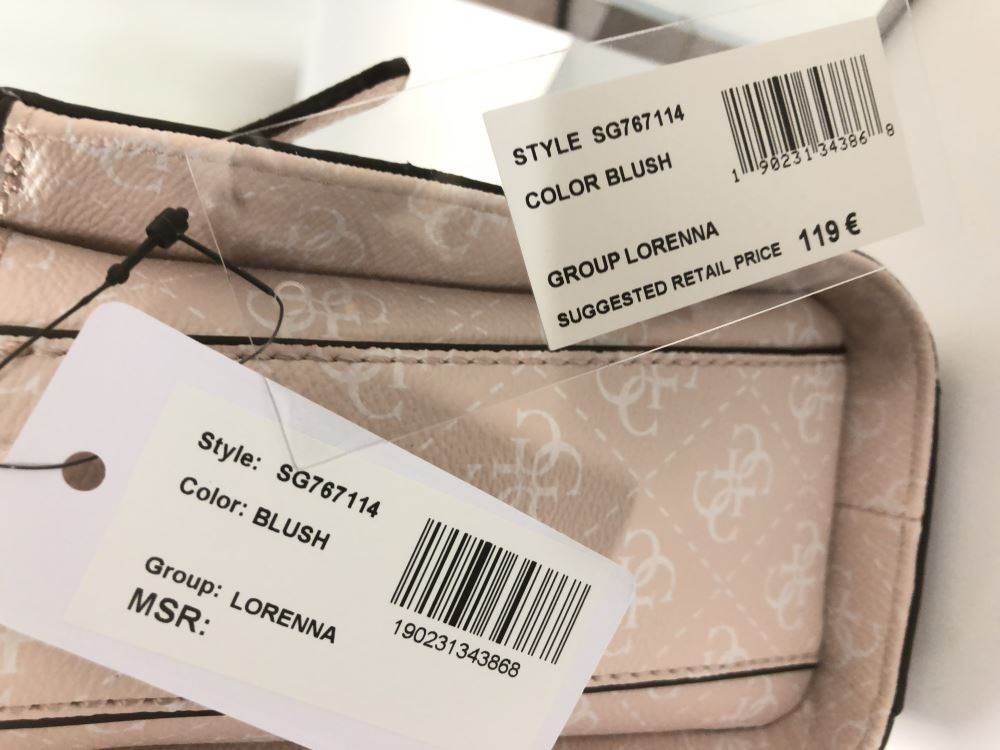 STYLE SG767114
COLOR BLUSH
1 90231 34386 8
GROUP LORENNA
SUGGESTED RETAIL PRICE 119 €
Style: SG767114
Color: BLUSH
Group: LORENNA
MSR:
190231343868